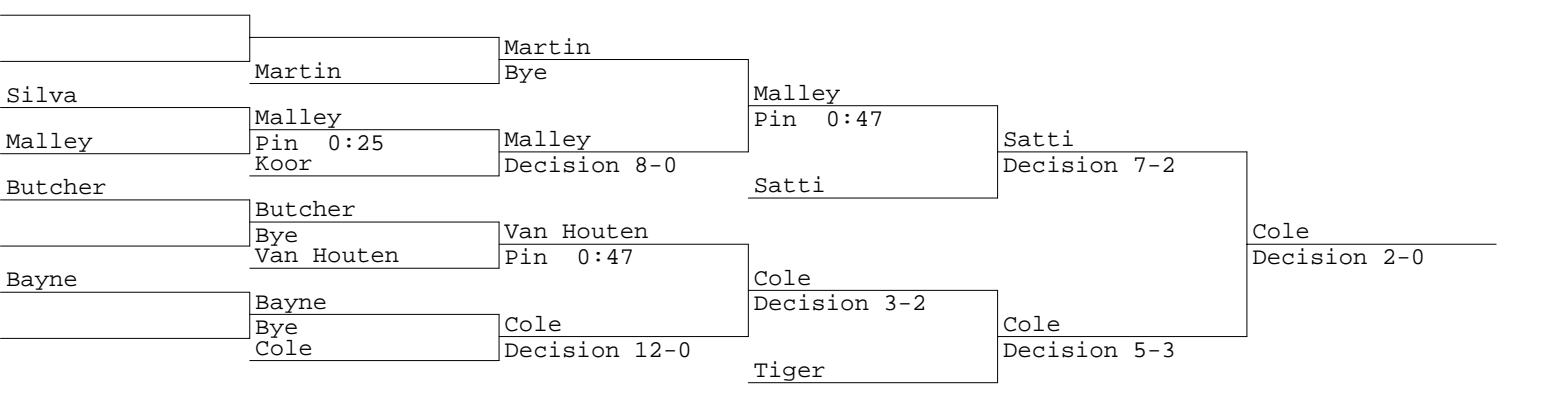 Silva
Malley
Butcher
Bayne
Martin
Malley
Pin 0:25
Koor
Butcher
Bye
Van Houten
Bayne
Bye
Cole
Martin
Bye
Malley
Decision 8-0
Van Houten
Pin 0:47
Cole
Decision 12-0
Malley
Pin 0:47
Satti
Cole
Decision 3-2
Tiger
Satti
Decision 7-2
Cole
Decision 5-3
Cole
Decision 2-0